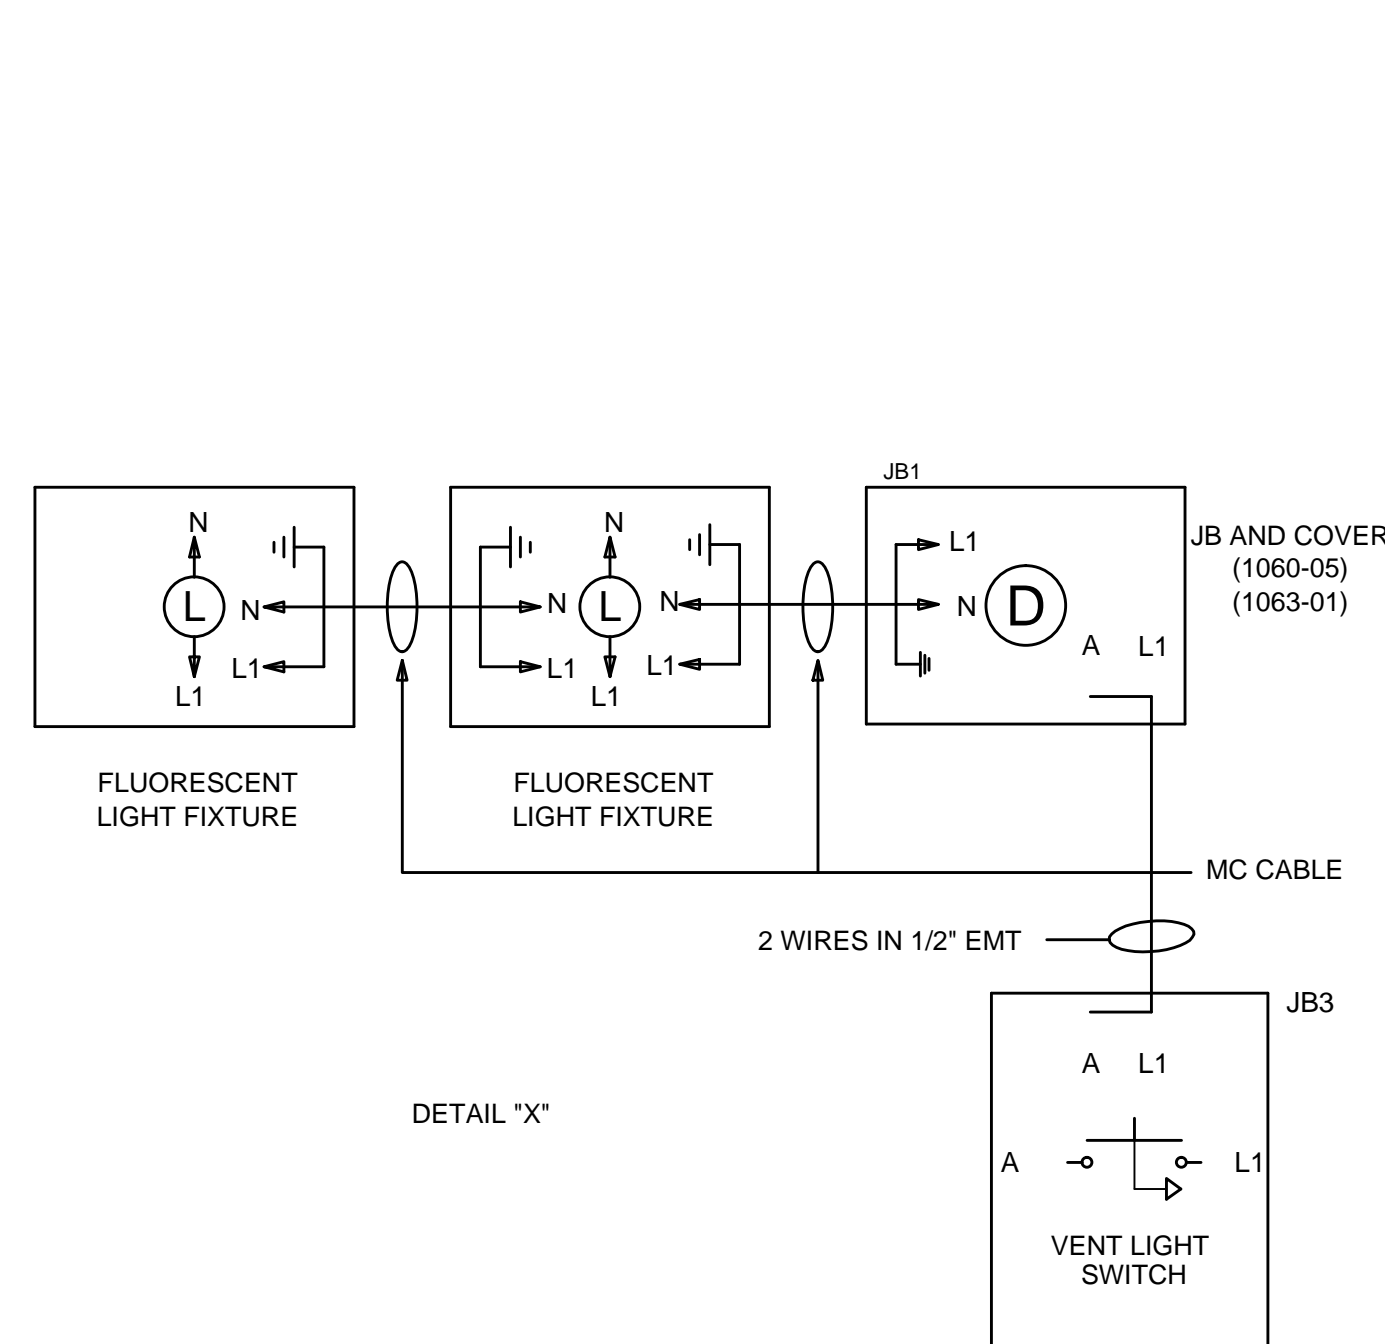 JB1
JB AND COVER
(1060-05)
(1063-01)
N
L
N
L1
L1
N
L1
N
L
L1
N
L1
L1
N
D
A L1
FLUORESCENT
LIGHT FIXTURE
FLUORESCENT
LIGHT FIXTURE
MC CABLE
2 WIRES IN 1/2" EMT
JB3
A L1
DETAIL "X"
A L1
VENT LIGHT
SWITCH